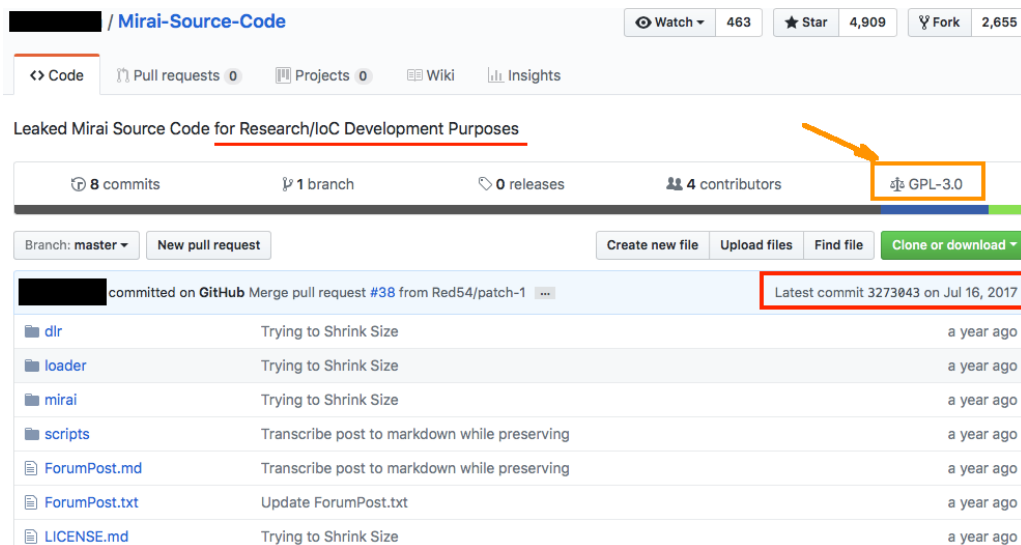 / Mirai-Source-Code
Watch 463 Star 4,909 Fork 2,655
Code Pull requests 0 Projects 0 Wiki Insights
Leaked Mirai Source Code for Research/IoC Development Purposes
8 commits 1 branch 0 releases 4 contributors GPL-3.0
Branch: master New pull request Create new file Upload files Find file Clone or download
committed on GitHub Merge pull request #38 from Red54/patch-1 ... Latest commit 3273043 on Jul 16, 2017
dlr Trying to Shrink Size a year ago
loader Trying to Shrink Size a year ago
mirai Trying to Shrink Size a year ago
scripts Transcribe post to markdown while preserving a year ago
ForumPost.md Transcribe post to markdown while preserving a year ago
ForumPost.txt Update ForumPost.txt a year ago
LICENSE.md Trying to Shrink Size a year ago